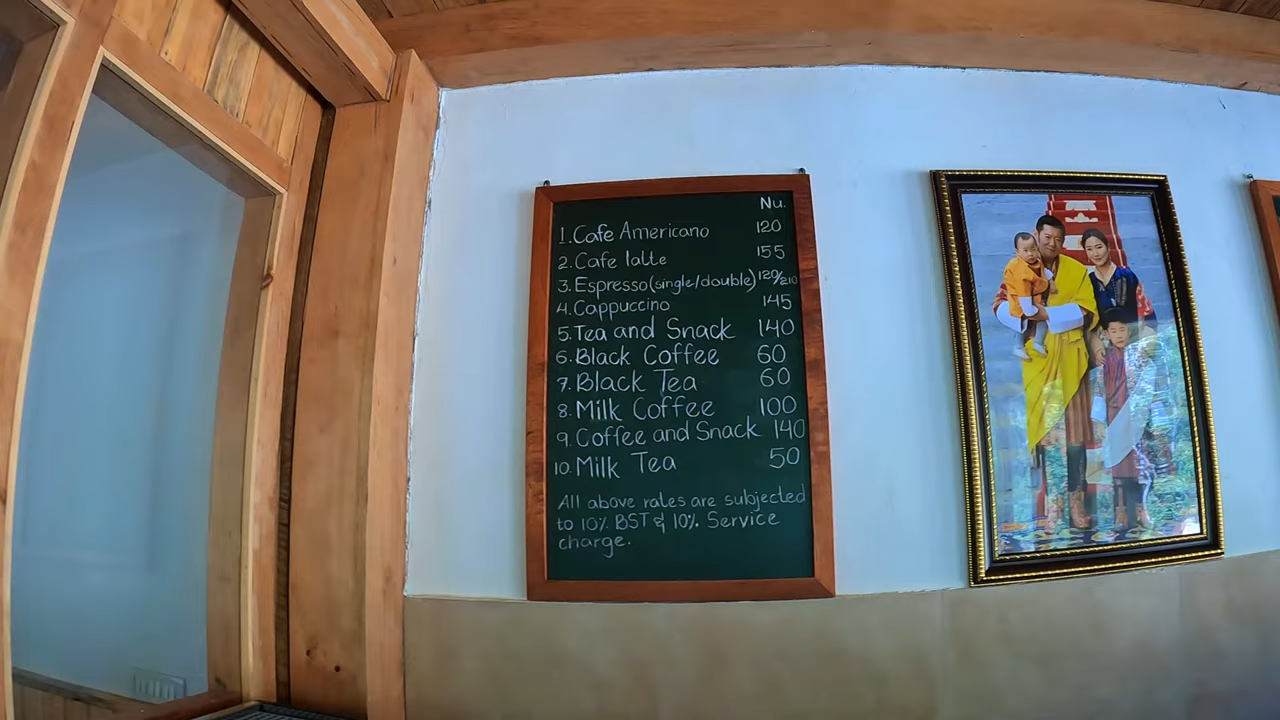 Nu.
1. Cafe Americano 120
2. Cafe latte 155
3. Espresso (single/double) 120/210
4. Cappuccino 145
5. Tea and Snack 140
6. Black Coffee 60
7. Black Tea 60
8. Milk Coffee 100
9. Coffee and Snack 140
10. Milk Tea 50
All above rates are subjected
to 10% BST & 10% Service
charge.